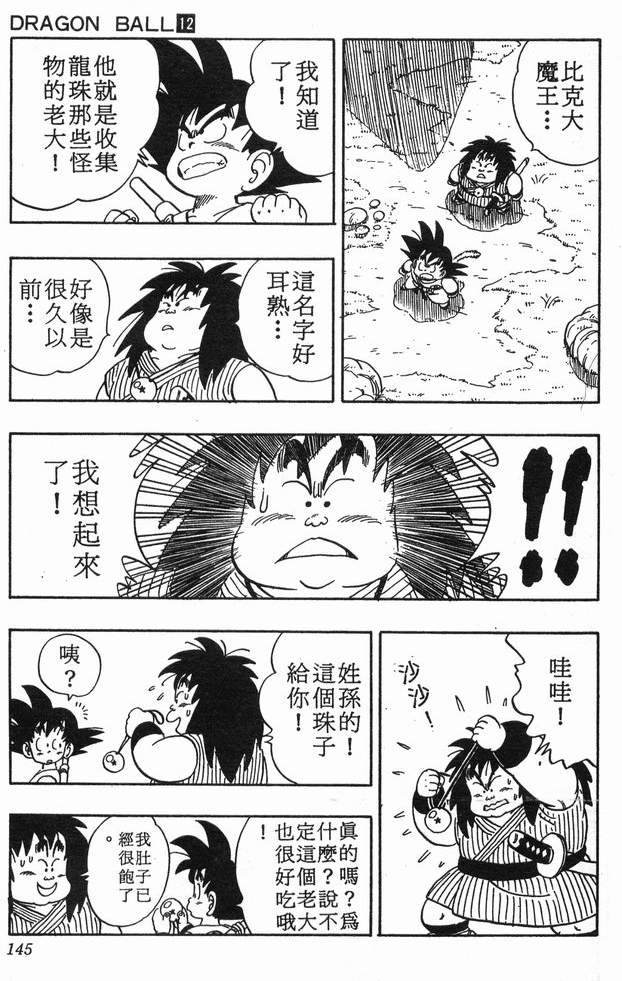 DRAGON BALL 12
比克大
魔王⋯
我知道
了！
他就是收集
龍珠那些怪
物的老大！
這名字好
耳熟⋯
好像是
很久以
前⋯
!!
我想起來
了！
哇哇！
沙沙！
姓孫的！
這個珠子
給你！
咦？
真的嗎？為
什麼？說不
定這個老大
也很好吃哦
！
我肚子已
經很飽了
。
145